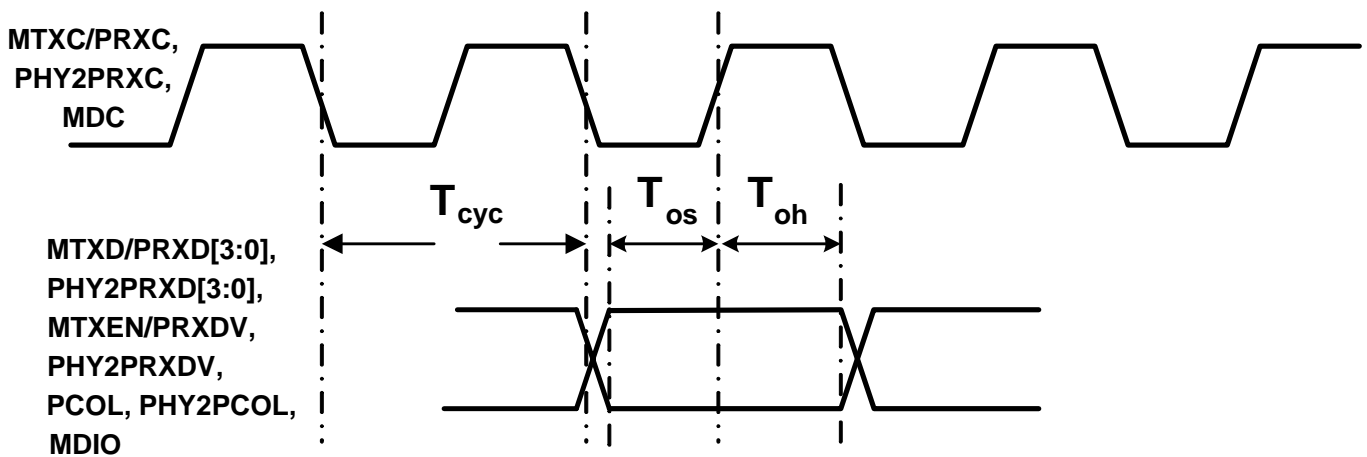 MTXC/PRXC,
PHY2PRXC,
MDC
Tcyc
Tos
Toh
MTXD/PRXD[3:0],
PHY2PRXD[3:0],
MTXEN/PRXDV,
PHY2PRXDV,
PCOL, PHY2PCOL,
MDIO